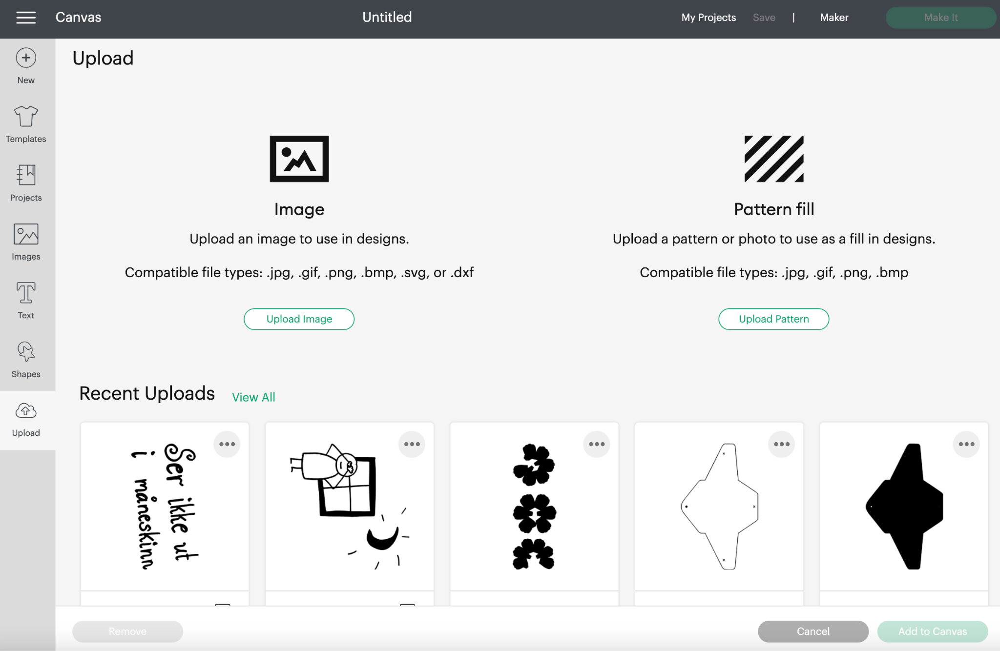 Canvas
Untitled
My Projects Save | Maker Make It
New
Templates
Projects
Images
Text
Shapes
Upload
Upload
Image
Upload an image to use in designs.
Compatible file types: .jpg, .gif, .png, .bmp, .svg, or .dxf
Upload Image
Pattern fill
Upload a pattern or photo to use as a fill in designs.
Compatible file types: .jpg, .gif, .png, .bmp
Upload Pattern
Recent Uploads View All
Ser ikke ut
i måneskinn
Remove
Cancel
Add to Canvas